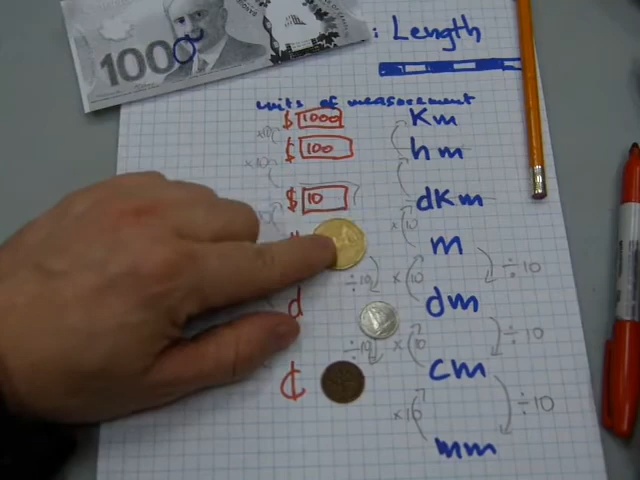 1000
: Length
units of measurement
$ 1000 Km
$ 100 hm
$ 10 dKm
×10 m ÷10
÷10 ×10
d dm ÷10
÷10 ×10
¢ cm ÷10
×10
mm